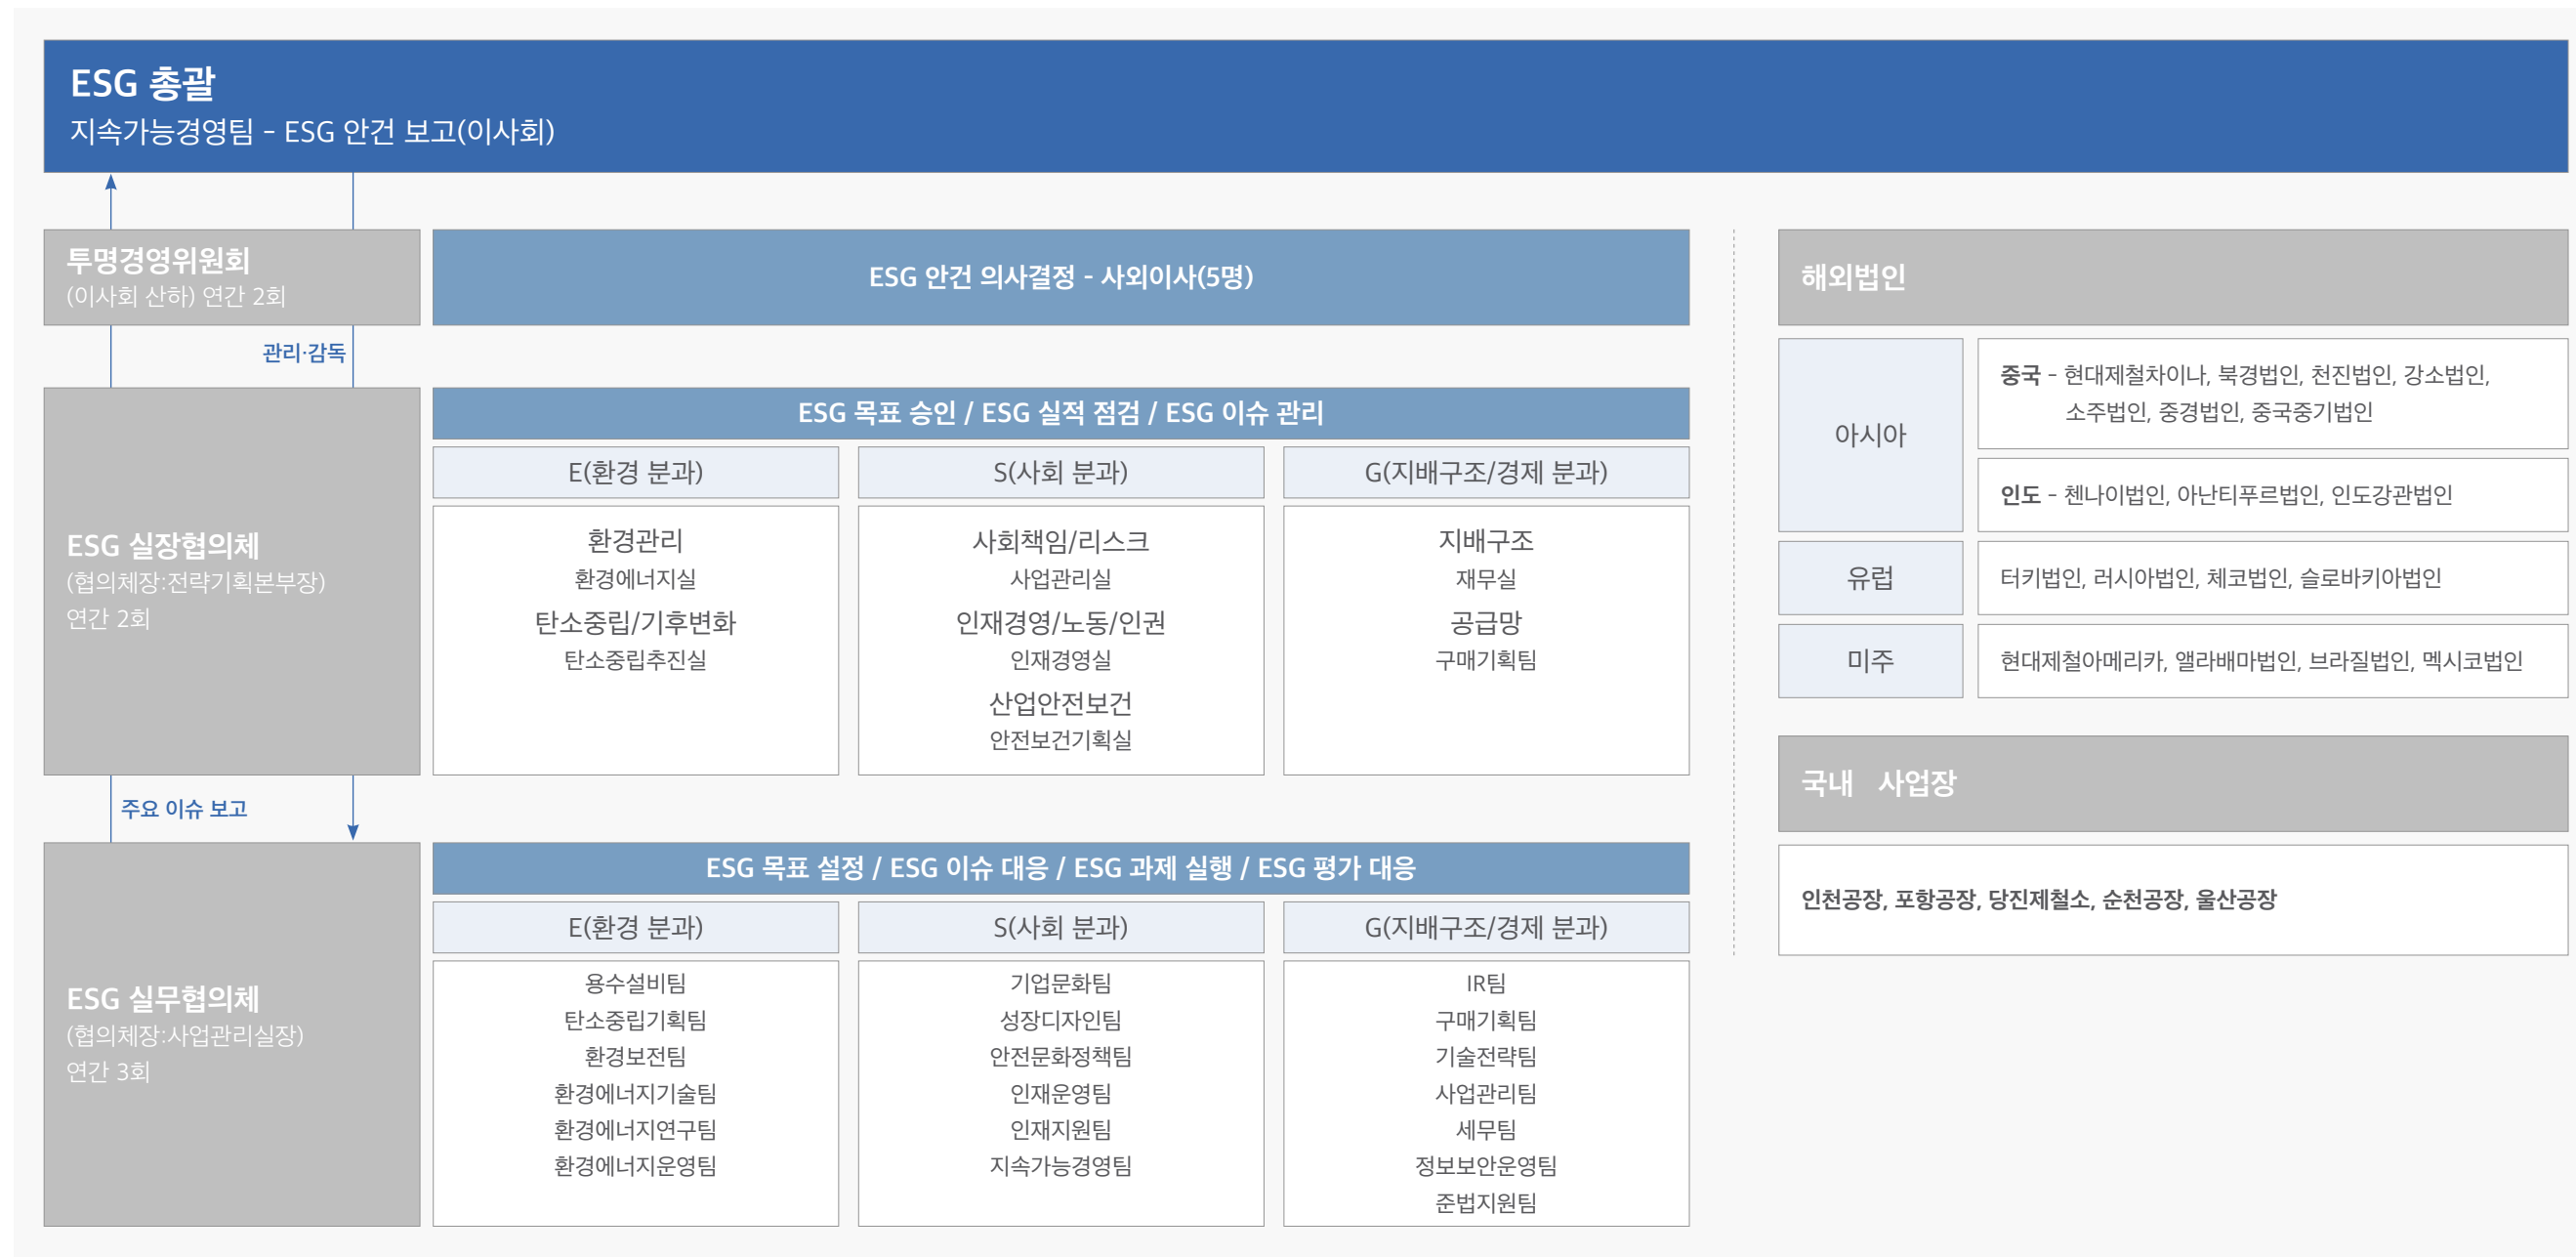 ESG 총괄
지속가능경영팀 - ESG 안건 보고(이사회)
투명경영위원회
(이사회 산하) 연간 2회
ESG 안건 의사결정 - 사외이사(5명)
관리·감독
ESG 실장협의체
(협의체장:전략기획본부장)
연간 2회
ESG 목표 승인 / ESG 실적 점검 / ESG 이슈 관리
E(환경 분과)
환경관리
환경에너지실
탄소중립/기후변화
탄소중립추진실
S(사회 분과)
사회책임/리스크
사업관리실
인재경영/노동/인권
인재경영실
산업안전보건
안전보건기획실
G(지배구조/경제 분과)
지배구조
재무실
공급망
구매기획팀
주요 이슈 보고
ESG 실무협의체
(협의체장:사업관리실장)
연간 3회
ESG 목표 설정 / ESG 이슈 대응 / ESG 과제 실행 / ESG 평가 대응
E(환경 분과)
용수설비팀
탄소중립기획팀
환경보전팀
환경에너지기술팀
환경에너지연구팀
환경에너지운영팀
S(사회 분과)
기업문화팀
성장디자인팀
안전문화정책팀
인재운영팀
인재지원팀
지속가능경영팀
G(지배구조/경제 분과)
IR팀
구매기획팀
기술전략팀
사업관리팀
세무팀
정보보안운영팀
준법지원팀
해외법인
아시아
중국 - 현대제철차이나, 북경법인, 천진법인, 강소법인,
소주법인, 중경법인, 중국중기법인
인도 - 첸나이법인, 아난티푸르법인, 인도강관법인
유럽
터키법인, 러시아법인, 체코법인, 슬로바키아법인
미주
현대제철아메리카, 앨라배마법인, 브라질법인, 멕시코법인
국내 사업장
인천공장, 포항공장, 당진제철소, 순천공장, 울산공장